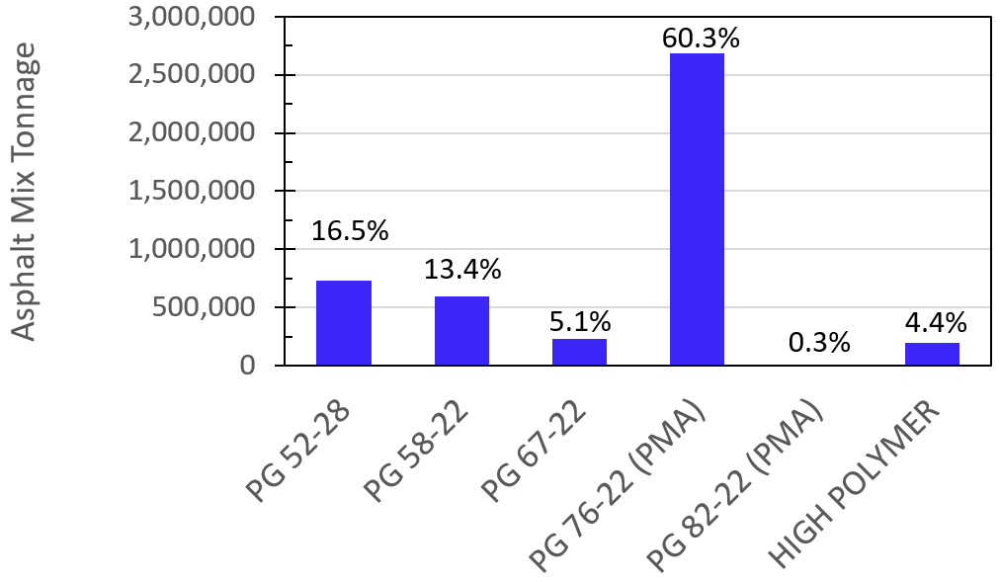 Asphalt Mix Tonnage
3,000,000
2,500,000
2,000,000
1,500,000
1,000,000
500,000
0
16.5%
13.4%
5.1%
60.3%
0.3%
4.4%
PG 52-28
PG 58-22
PG 67-22
PG 76-22 (PMA)
PG 82-22 (PMA)
HIGH POLYMER